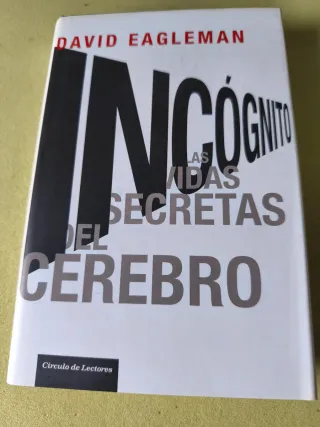 DAVID EAGLEMAN
INCÓGNITO
LAS
VIDAS
SECRETAS
DEL
CEREBRO
Círculo de Lectores